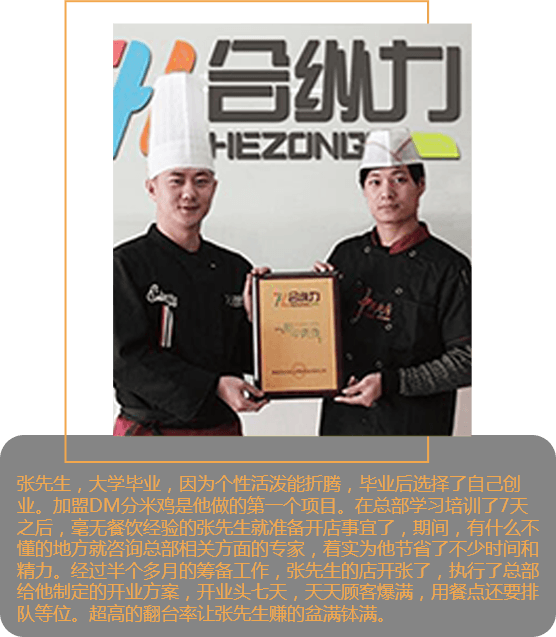 合纵力
HEZONG
合纵力
张先生，大学毕业，因为个性活泼能折腾，毕业后选择了自己创
业。加盟DM分米鸡是他做的第一个项目。在总部学习培训了7天
之后，毫无餐饮经验的张先生就准备开店事宜了，期间，有什么不
懂的地方就咨询总部相关方面的专家，着实为他节省了不少时间和
精力。经过半个多月的筹备工作，张先生的店开张了，执行了总部
给他制定的开业方案，开业头七天，天天顾客爆满，用餐点还要排
队等位。超高的翻台率让张先生赚的盆满钵满。